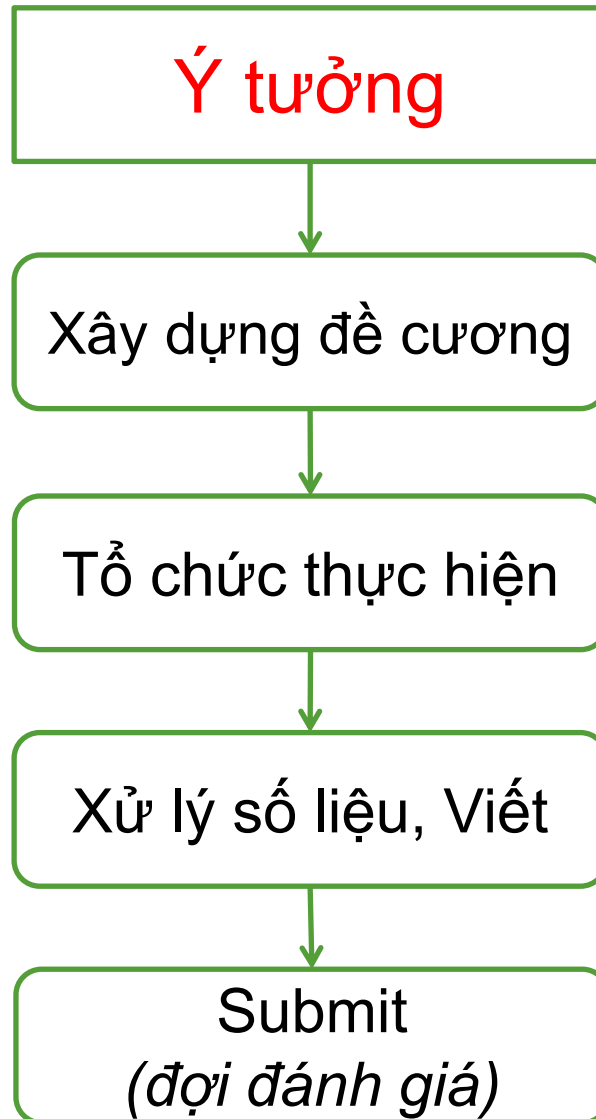 Ý tưởng
Xây dựng đề cương
Tổ chức thực hiện
Xử lý số liệu, Viết
Submit
(đợi đánh giá)